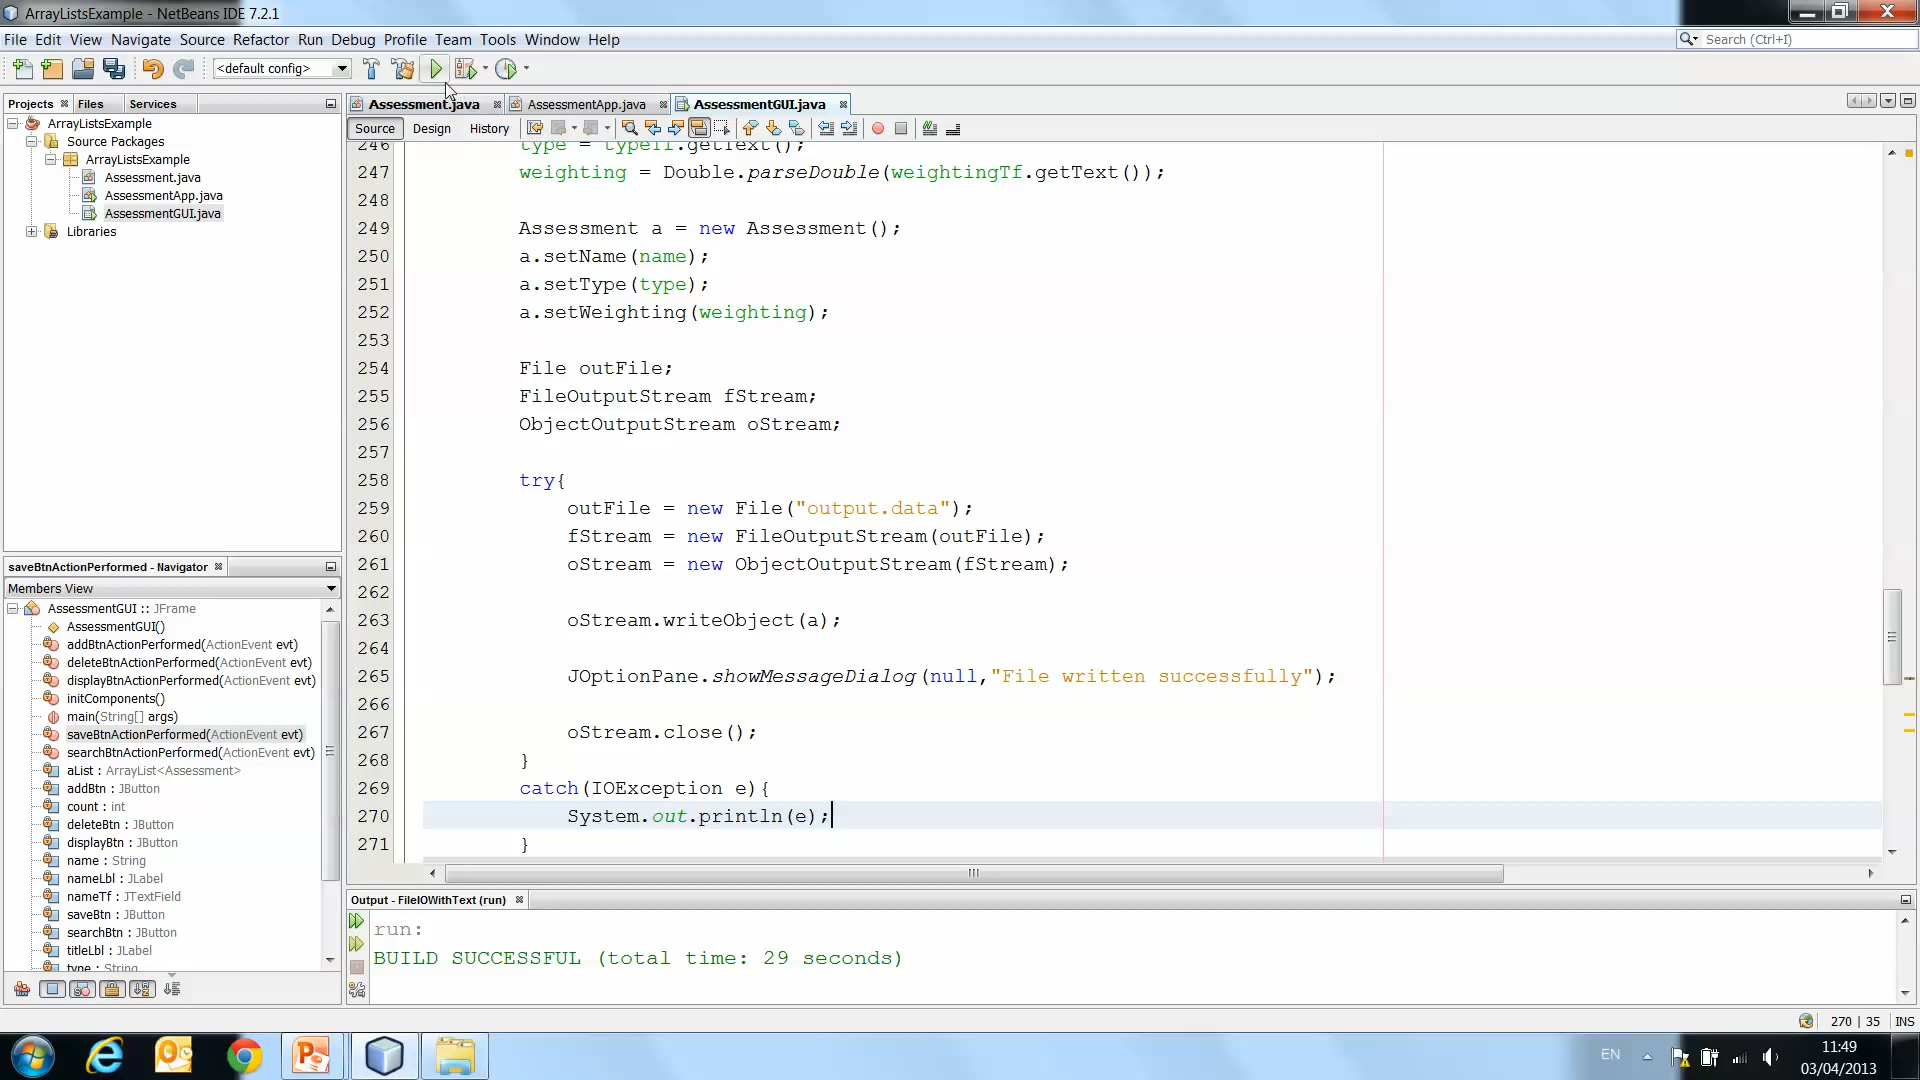 ArrayListsExample - NetBeans IDE 7.2.1
File Edit View Navigate Source Refactor Run Debug Profile Team Tools Window Help
Search (Ctrl+I)
<default config>
Projects Files Services
Assessment.java AssessmentApp.java AssessmentGUI.java
Source Design History
ArrayListsExample
Source Packages
ArrayListsExample
Assessment.java
AssessmentApp.java
AssessmentGUI.java
Libraries
246 type = typeTf.getText();
247 weighting = Double.parseDouble(weightingTf.getText());
248
249 Assessment a = new Assessment();
250 a.setName(name);
251 a.setType(type);
252 a.setWeighting(weighting);
253
254 File outFile;
255 FileOutputStream fStream;
256 ObjectOutputStream oStream;
257
258 try{
259 outFile = new File("output.data");
260 fStream = new FileOutputStream(outFile);
261 oStream = new ObjectOutputStream(fStream);
262
263 oStream.writeObject(a);
264
265 JOptionPane.showMessageDialog(null,"File written successfully");
266
267 oStream.close();
268 }
269 catch(IOException e){
270 System.out.println(e);
271 }
saveBtnActionPerformed - Navigator
Members View
AssessmentGUI :: JFrame
AssessmentGUI()
addBtnActionPerformed(ActionEvent evt)
deleteBtnActionPerformed(ActionEvent evt)
displayBtnActionPerformed(ActionEvent evt)
initComponents()
main(String[] args)
saveBtnActionPerformed(ActionEvent evt)
searchBtnActionPerformed(ActionEvent evt)
aList : ArrayList<Assessment>
addBtn : JButton
count : int
deleteBtn : JButton
displayBtn : JButton
name : String
nameLbl : JLabel
nameTf : JTextField
saveBtn : JButton
searchBtn : JButton
titleLbl : JLabel
type : String
Output - FileIOWithText (run)
run:
BUILD SUCCESSFUL (total time: 29 seconds)
270 | 35 INS
EN
11:49
03/04/2013